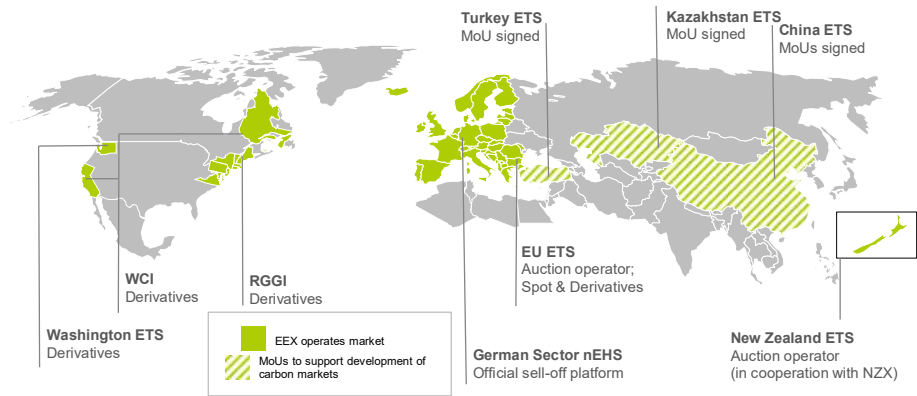 Turkey ETS
MoU signed
Kazakhstan ETS
MoU signed
China ETS
MoUs signed
WCI
Derivatives
RGGI
Derivatives
EU ETS
Auction operator;
Spot & Derivatives
Washington ETS
Derivatives
EEX operates market
MoUs to support development of
carbon markets
German Sector nEHS
Official sell-off platform
New Zealand ETS
Auction operator
(in cooperation with NZX)